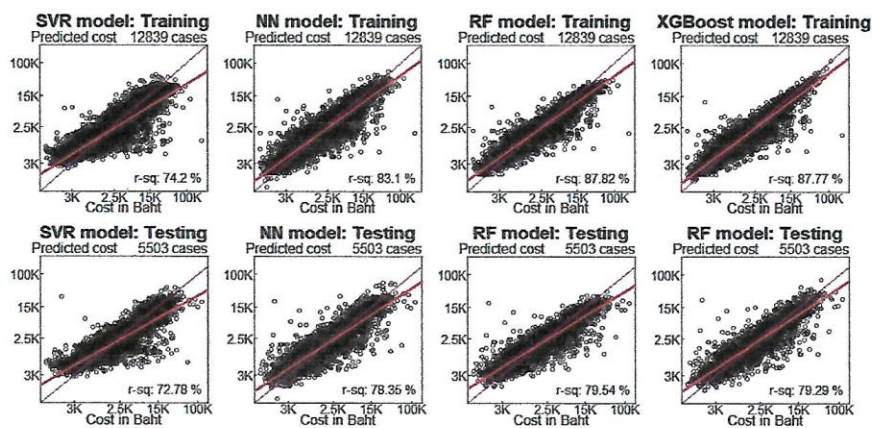 SVR model: Training
Predicted cost 12839 cases
100K
15K
2.5K
3K
r-sq: 74.2 %
3K 2.5K 15K 100K
Cost in Baht
NN model: Training
Predicted cost 12839 cases
100K
15K
2.5K
3K
r-sq: 83.1 %
3K 2.5K 15K 100K
Cost in Baht
RF model: Training
Predicted cost 12839 cases
100K
15K
2.5K
3K
r-sq: 87.82 %
3K 2.5K 15K 100K
Cost in Baht
XGBoost model: Training
Predicted cost 12839 cases
100K
15K
2.5K
3K
r-sq: 87.77 %
3K 2.5K 15K 100K
Cost in Baht
SVR model: Testing
Predicted cost 5503 cases
100K
15K
2.5K
3K
r-sq: 72.78 %
3K 2.5K 15K 100K
Cost in Baht
NN model: Testing
Predicted cost 5503 cases
100K
15K
2.5K
3K
r-sq: 78.35 %
3K 2.5K 15K 100K
Cost in Baht
RF model: Testing
Predicted cost 5503 cases
100K
15K
2.5K
3K
r-sq: 79.54 %
3K 2.5K 15K 100K
Cost in Baht
RF model: Testing
Predicted cost 5503 cases
100K
15K
2.5K
3K
r-sq: 79.29 %
3K 2.5K 15K 100K
Cost in Baht